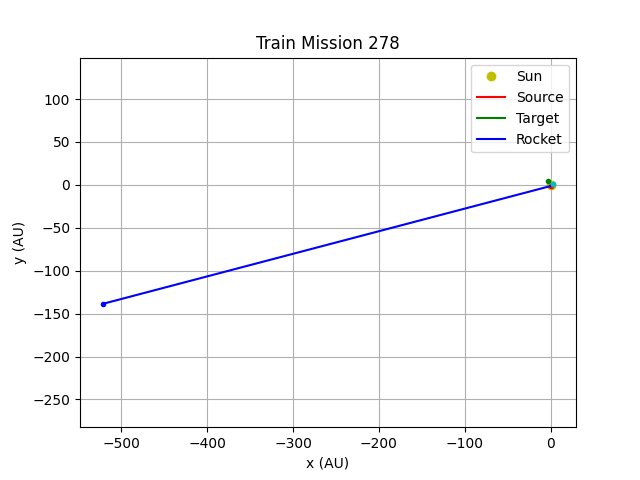 Train Mission 278
Sun
Source
Target
Rocket
100
50
0
−50
−100
−150
−200
−250
y (AU)
−500 −400 −300 −200 −100 0
x (AU)